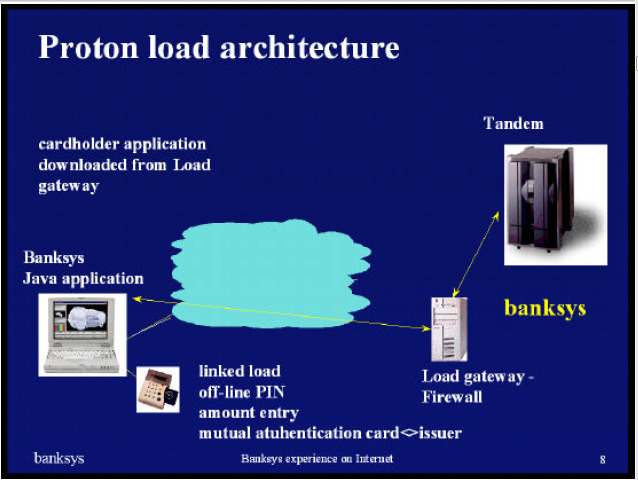 Proton load architecture
Tandem
cardholder application
downloaded from Load
gateway
Banksys
Java application
banksys
linked load
off-line PIN
amount entry
mutual atuhentication card<>issuer
Load gateway -
Firewall
banksys
Banksys experience on Internet
8